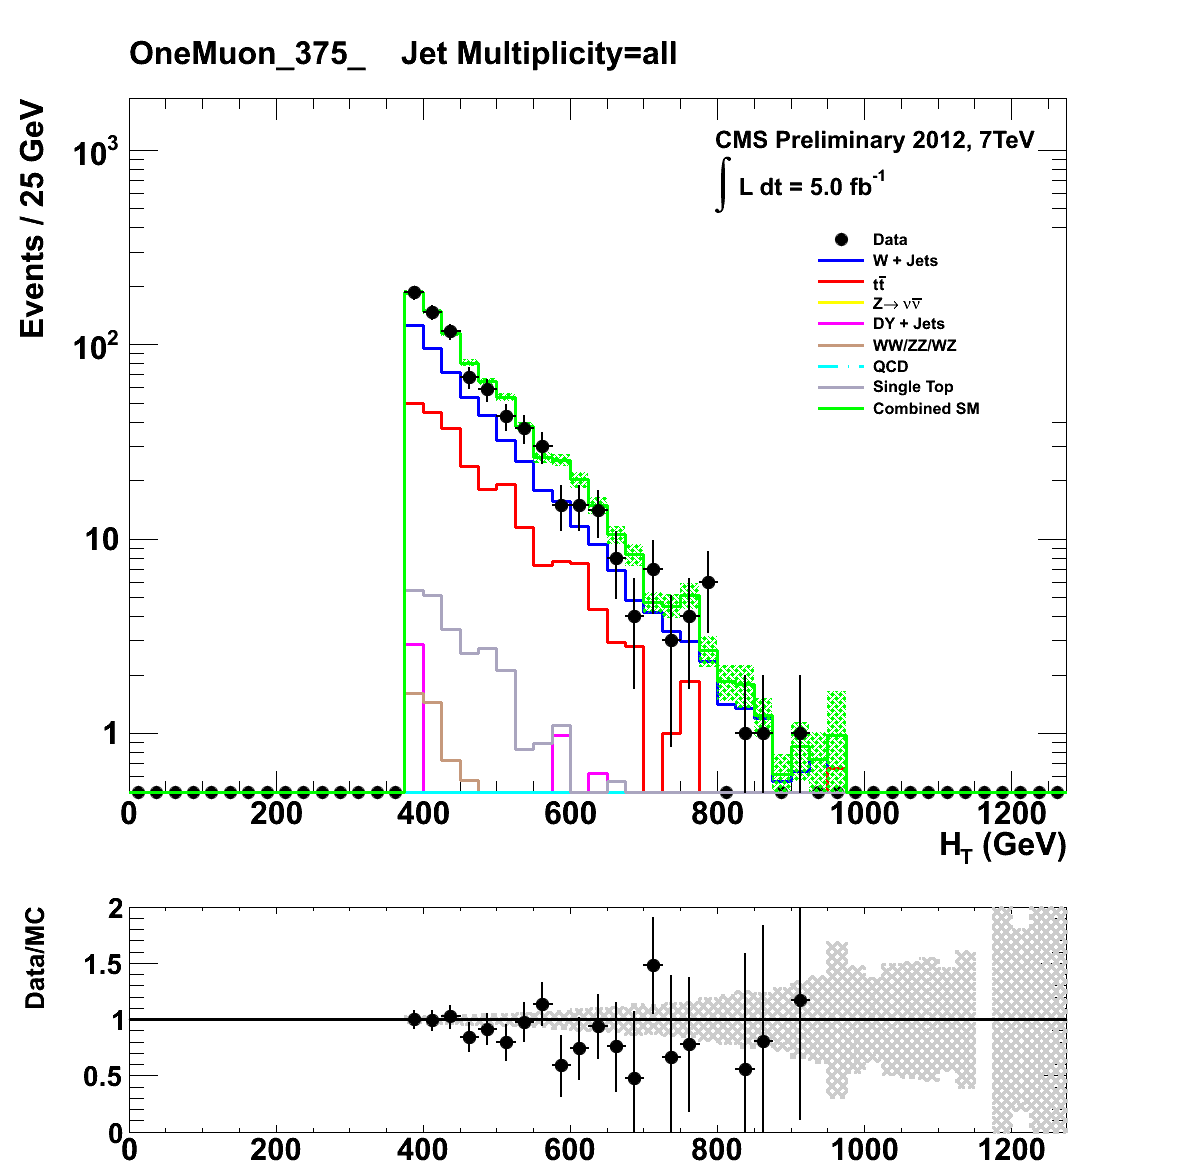 OneMuon_375_ Jet Multiplicity=all
Events / 25 GeV
10³
10²
10
1
CMS Preliminary 2012, 7TeV
∫ L dt = 5.0 fb⁻¹
Data
W + Jets
tt̅
Z→ νν̅
DY + Jets
WW/ZZ/WZ
QCD
Single Top
Combined SM
0 200 400 600 800 1000 1200
H_T (GeV)
Data/MC
2
1.5
1
0.5
0
0 200 400 600 800 1000 1200